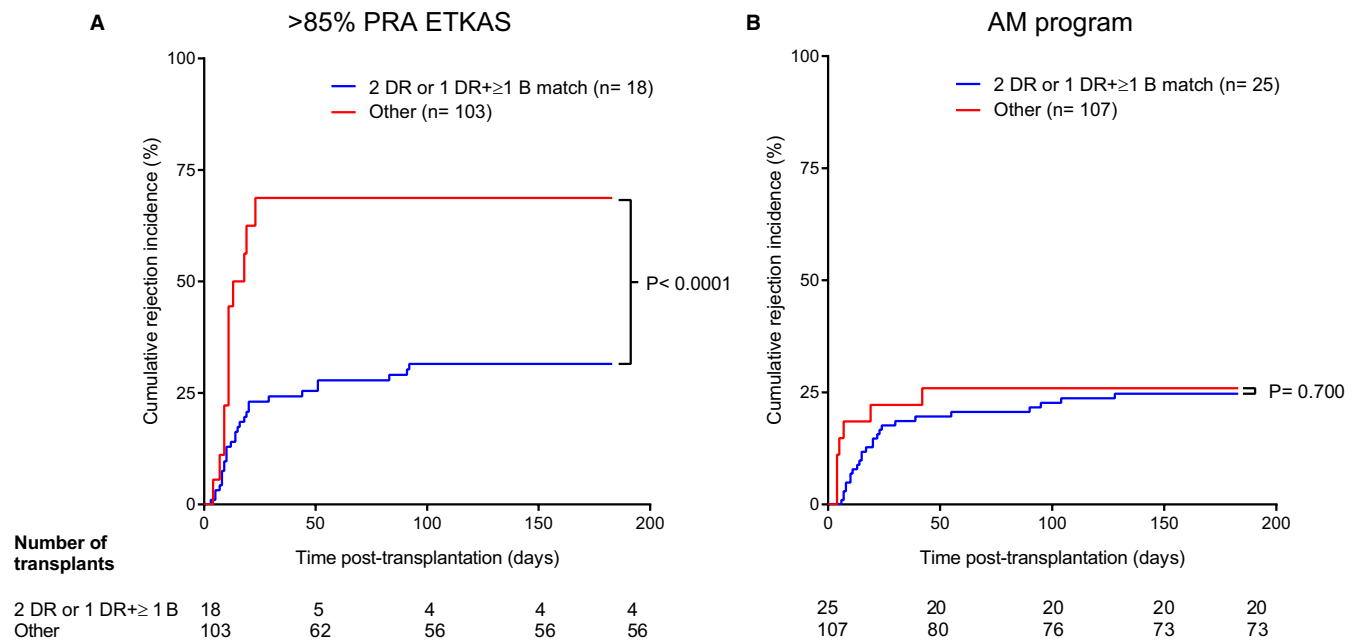 A
>85% PRA ETKAS
100
75
50
25
0
Cumulative rejection incidence (%)
2 DR or 1 DR+≥1 B match (n= 18)
Other (n= 103)
P< 0.0001
0 50 100 150 200
Time post-transplantation (days)
B
AM program
100
75
50
25
0
Cumulative rejection incidence (%)
2 DR or 1 DR+≥1 B match (n= 25)
Other (n= 107)
P= 0.700
0 50 100 150 200
Time post-transplantation (days)
Number of
transplants
2 DR or 1 DR+≥ 1 B 18 5 4 4 4 25 20 20 20 20
Other 103 62 56 56 56 107 80 76 73 73